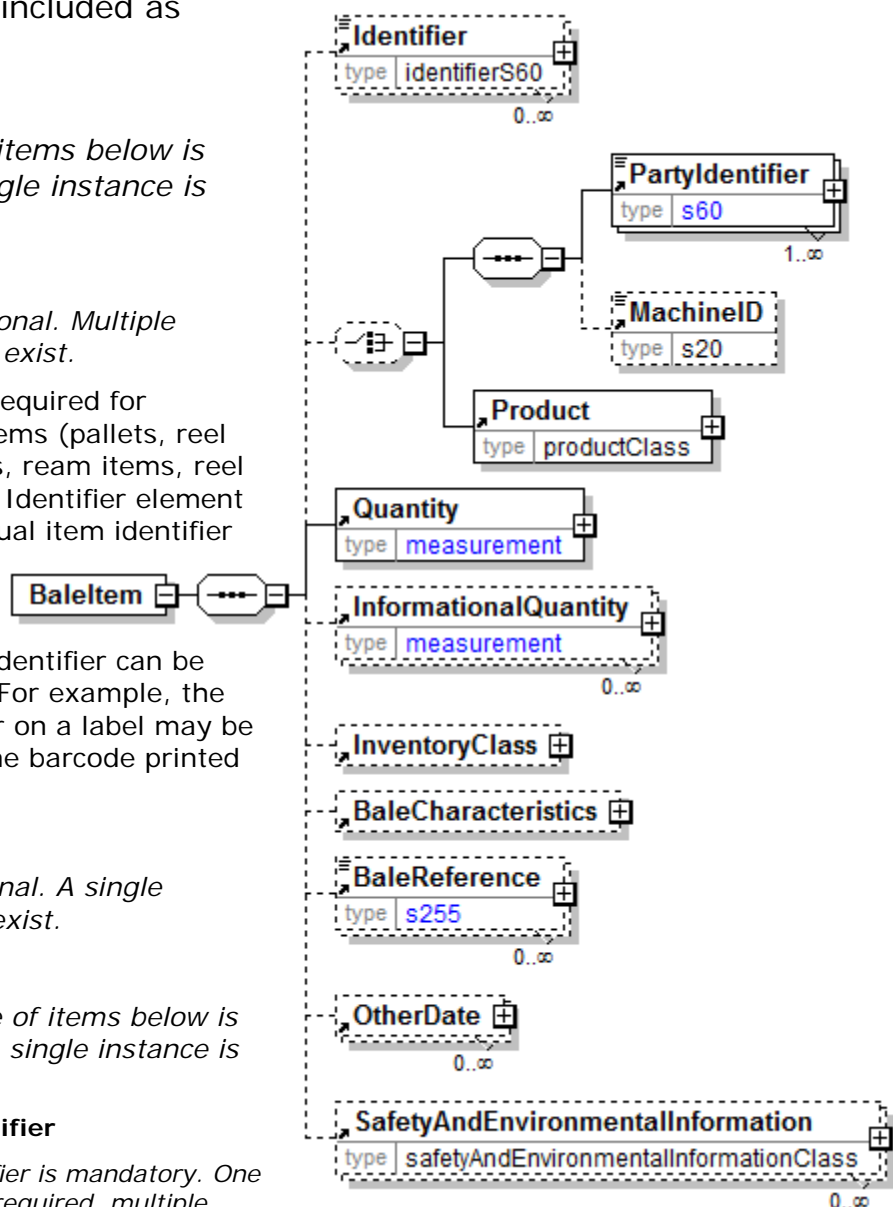 included as
items below is
gle instance is
onal. Multiple
exist.
equired for
ems (pallets, reel
s, ream items, reel
Identifier element
ual item identifier
dentifier can be
For example, the
r on a label may be
he barcode printed
nal. A single
exist.
e of items below is
single instance is
ifier
fier is mandatory. One
required, multiple
BaleItem
Identifier
type identifierS60
0..∞
PartyIdentifier
type s60
1..∞
MachineID
type s20
Product
type productClass
Quantity
type measurement
InformationalQuantity
type measurement
0..∞
InventoryClass
BaleCharacteristics
BaleReference
type s255
0..∞
OtherDate
0..∞
SafetyAndEnvironmentalInformation
type safetyAndEnvironmentalInformationClass
0..∞